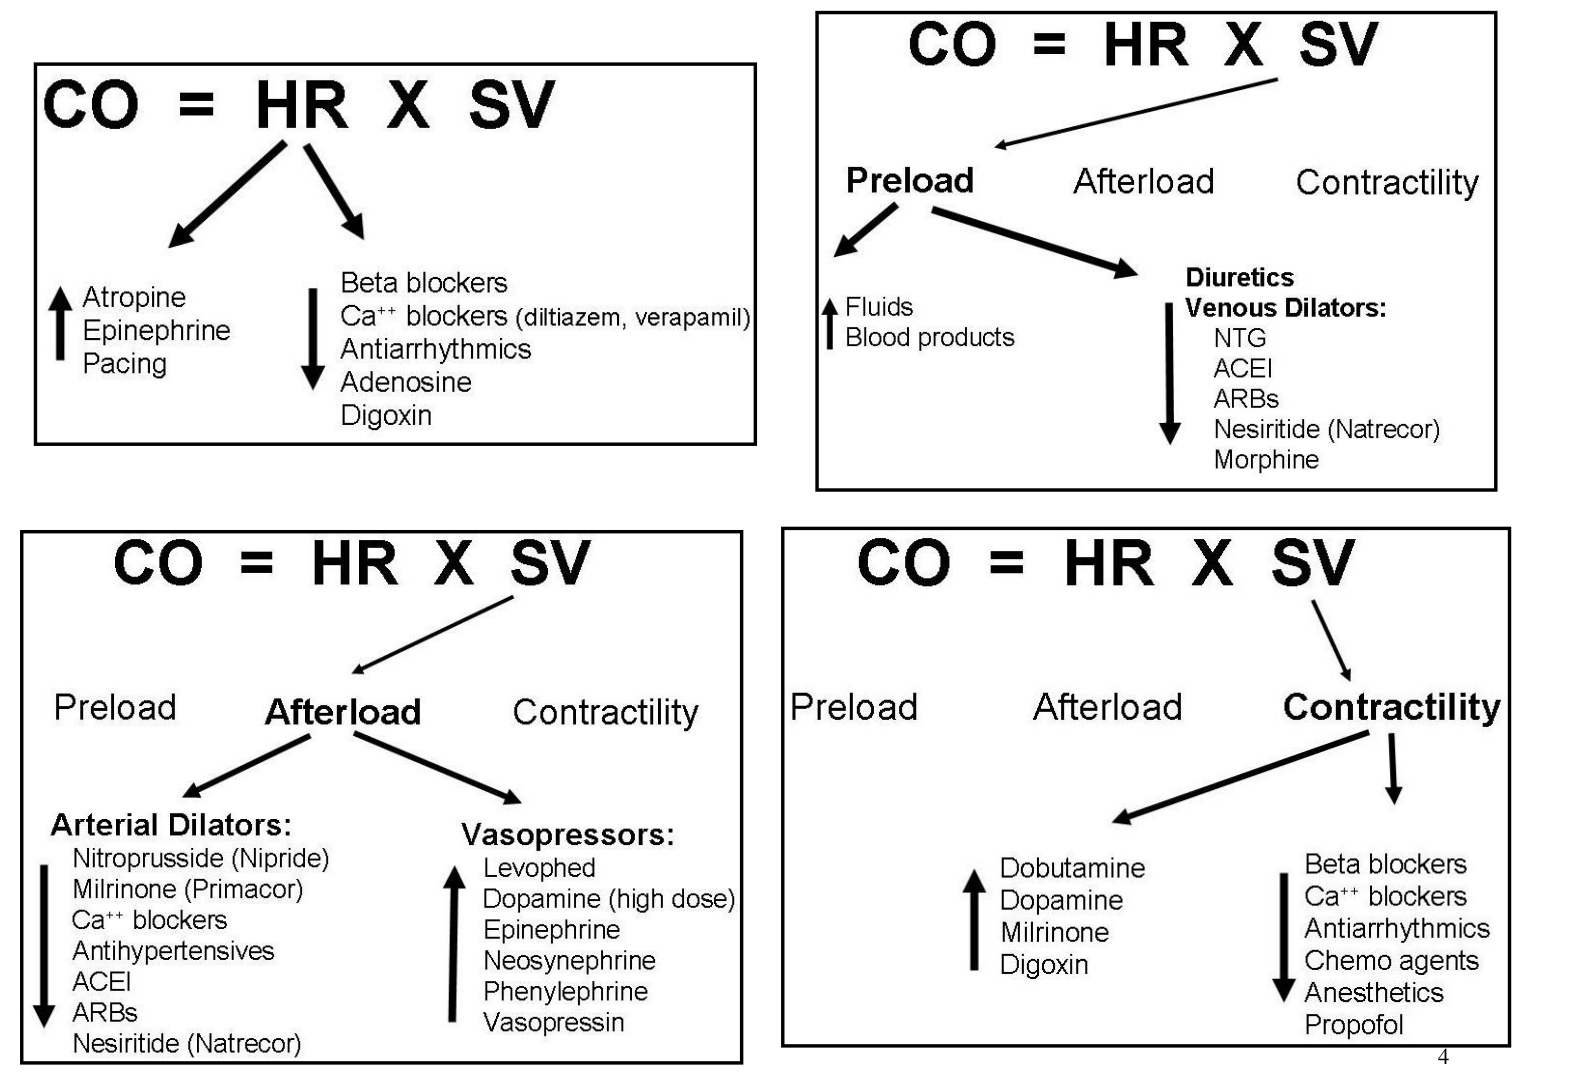 CO = HR X SV
Atropine
Epinephrine
Pacing
Beta blockers
Ca⁺⁺ blockers (diltiazem, verapamil)
Antiarrhythmics
Adenosine
Digoxin
CO = HR X SV
Preload Afterload Contractility
Fluids
Blood products
Diuretics
Venous Dilators:
NTG
ACEI
ARBs
Nesiritide (Natrecor)
Morphine
CO = HR X SV
Preload Afterload Contractility
Arterial Dilators:
Nitroprusside (Nipride)
Milrinone (Primacor)
Ca⁺⁺ blockers
Antihypertensives
ACEI
ARBs
Nesiritide (Natrecor)
Vasopressors:
Levophed
Dopamine (high dose)
Epinephrine
Neosynephrine
Phenylephrine
Vasopressin
CO = HR X SV
Preload Afterload Contractility
Dobutamine
Dopamine
Milrinone
Digoxin
Beta blockers
Ca⁺⁺ blockers
Antiarrhythmics
Chemo agents
Anesthetics
Propofol
4